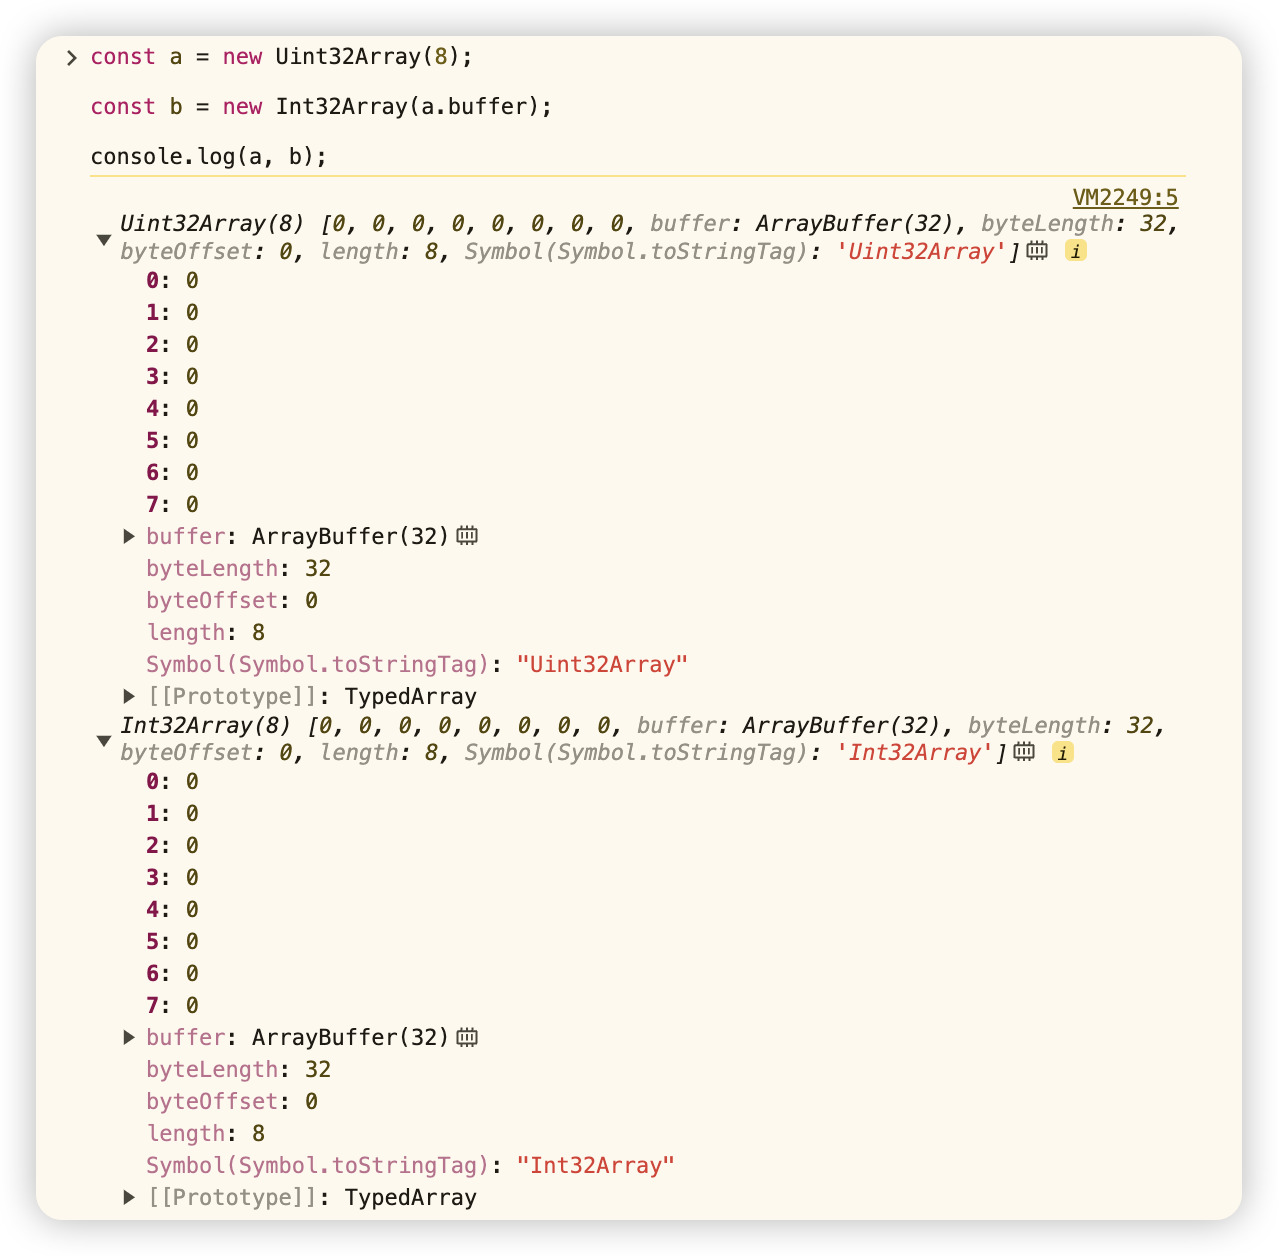 const a = new Uint32Array(8);
const b = new Int32Array(a.buffer);
console.log(a, b);
VM2249:5
Uint32Array(8) [0, 0, 0, 0, 0, 0, 0, 0, buffer: ArrayBuffer(32), byteLength: 32,
byteOffset: 0, length: 8, Symbol(Symbol.toStringTag): 'Uint32Array'] i
0: 0
1: 0
2: 0
3: 0
4: 0
5: 0
6: 0
7: 0
buffer: ArrayBuffer(32)
byteLength: 32
byteOffset: 0
length: 8
Symbol(Symbol.toStringTag): "Uint32Array"
[[Prototype]]: TypedArray
Int32Array(8) [0, 0, 0, 0, 0, 0, 0, 0, buffer: ArrayBuffer(32), byteLength: 32,
byteOffset: 0, length: 8, Symbol(Symbol.toStringTag): 'Int32Array'] i
0: 0
1: 0
2: 0
3: 0
4: 0
5: 0
6: 0
7: 0
buffer: ArrayBuffer(32)
byteLength: 32
byteOffset: 0
length: 8
Symbol(Symbol.toStringTag): "Int32Array"
[[Prototype]]: TypedArray